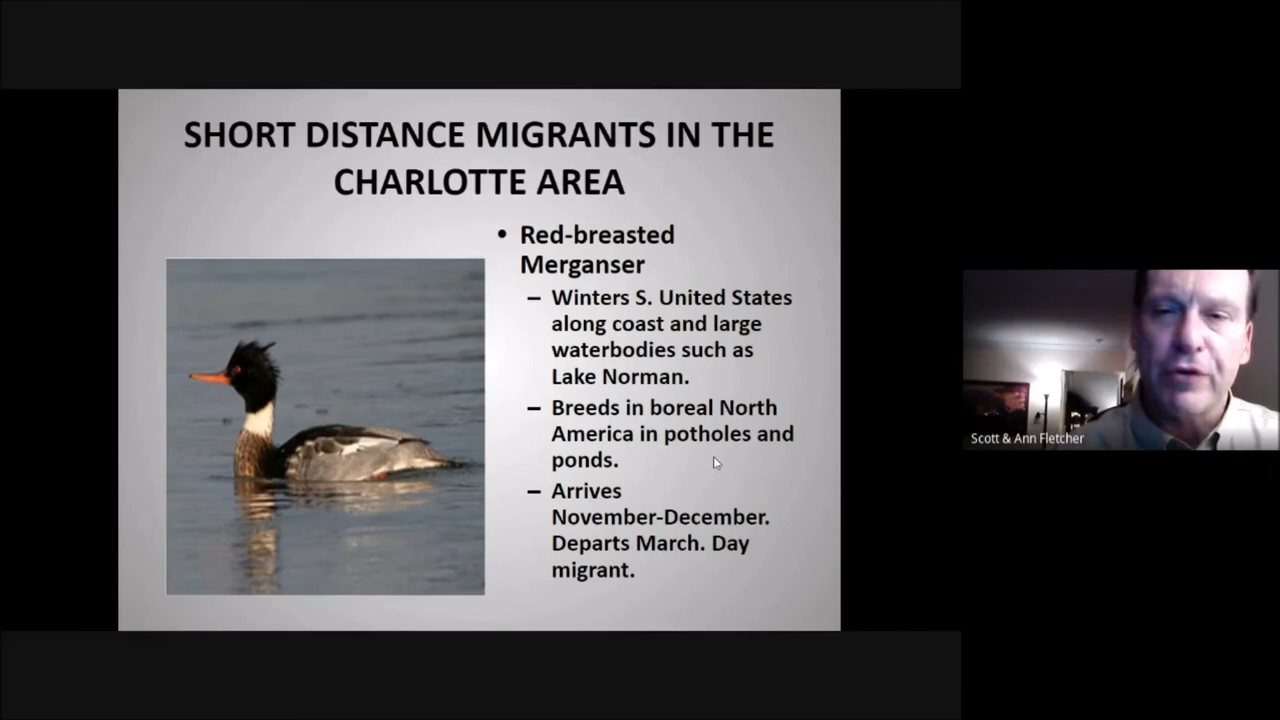 SHORT DISTANCE MIGRANTS IN THE
CHARLOTTE AREA
• Red-breasted
Merganser
– Winters S. United States
along coast and large
waterbodies such as
Lake Norman.
– Breeds in boreal North
America in potholes and
ponds.
– Arrives
November-December.
Departs March. Day
migrant.
Scott & Ann Fletcher